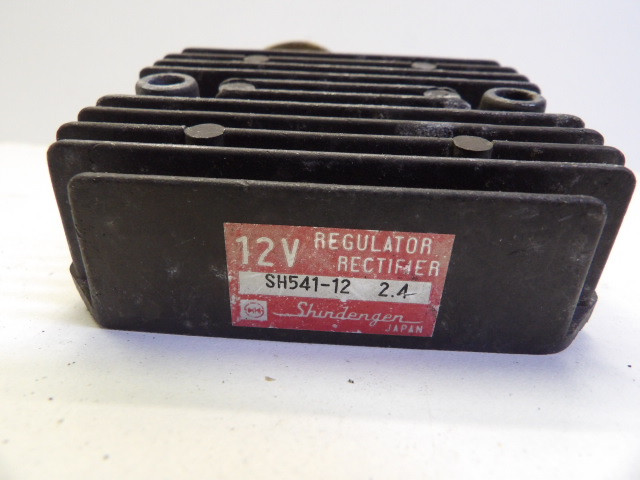 12V REGULATOR
RECTIFIER
SH541-12 2.4
Shindengen
JAPAN